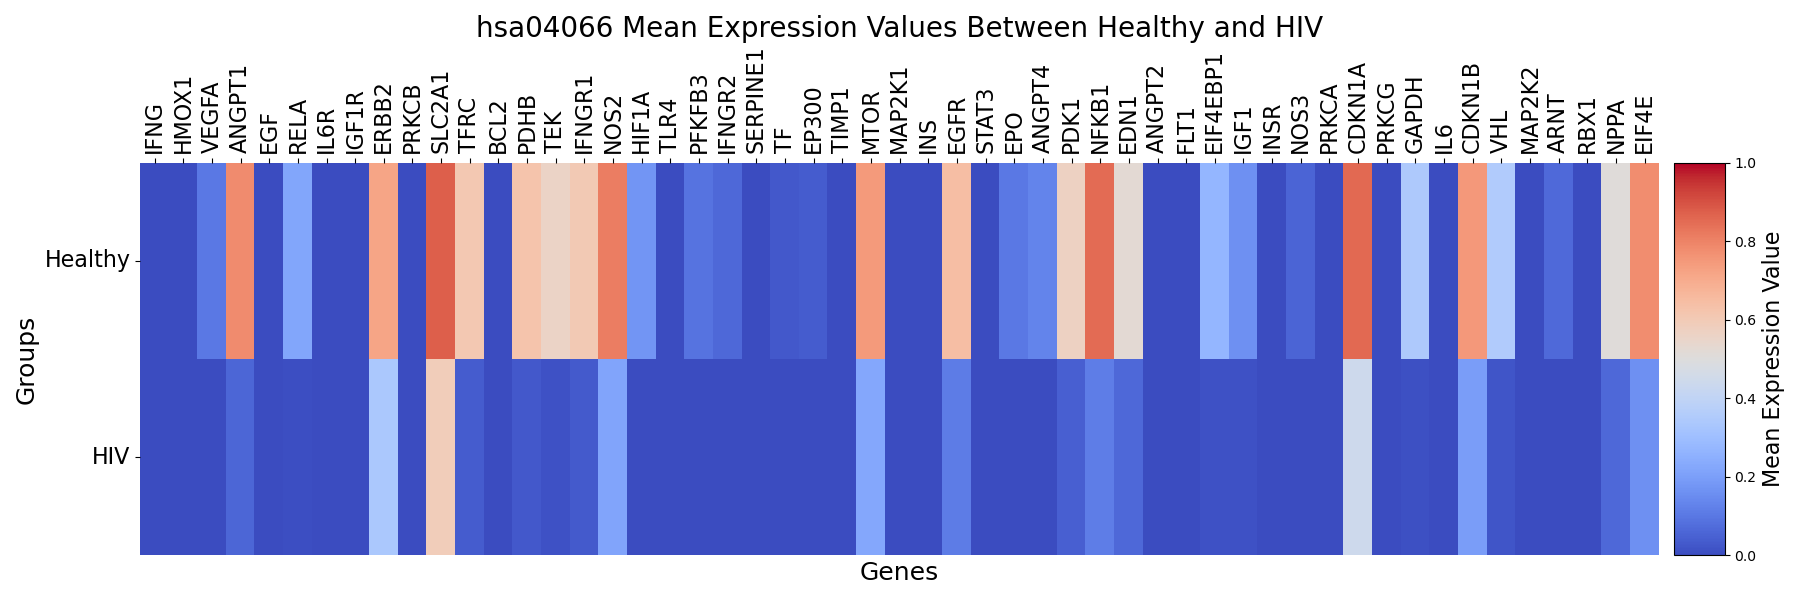 hsa04066 Mean Expression Values Between Healthy and HIV
IFNG
HMOX1
VEGFA
ANGPT1
EGF
RELA
IL6R
IGF1R
ERBB2
PRKCB
SLC2A1
TFRC
BCL2
PDHB
TEK
IFNGR1
NOS2
HIF1A
TLR4
PFKFB3
IFNGR2
SERPINE1
TF
EP300
TIMP1
MTOR
MAP2K1
INS
EGFR
STAT3
EPO
ANGPT4
PDK1
NFKB1
EDN1
ANGPT2
FLT1
EIF4EBP1
IGF1
INSR
NOS3
PRKCA
CDKN1A
PRKCG
GAPDH
IL6
CDKN1B
VHL
MAP2K2
ARNT
RBX1
NPPA
EIF4E
Groups
Healthy
HIV
Genes
1.0
0.8
0.6
0.4
0.2
0.0
Mean Expression Value